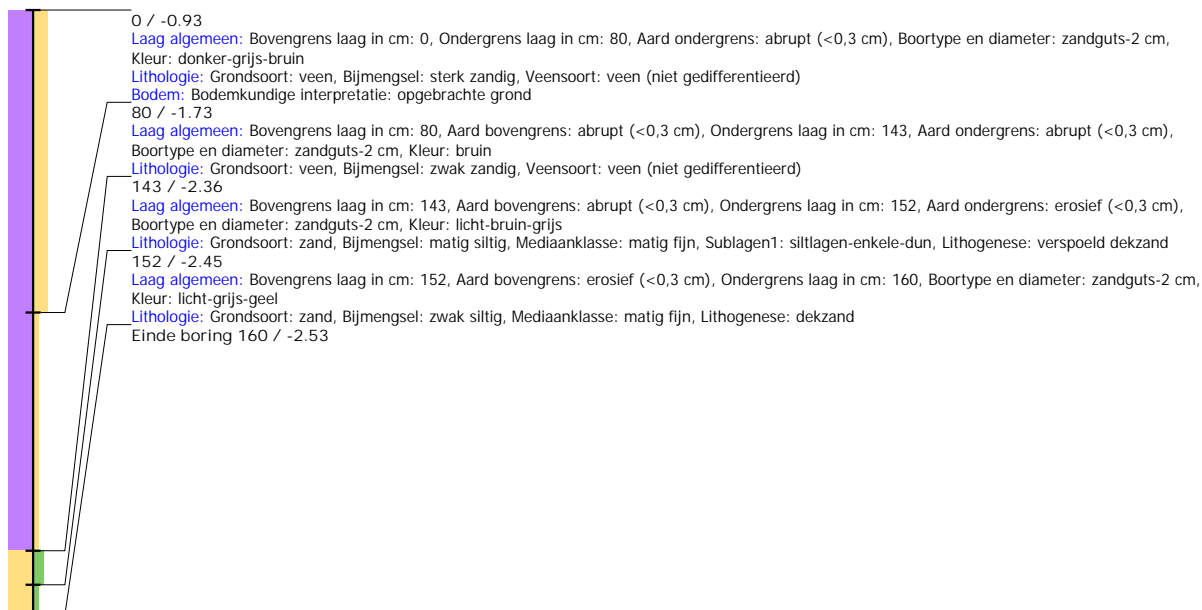 0 / -0.93
Laag algemeen: Bovengrens laag in cm: 0, Ondergrens laag in cm: 80, Aard ondergrens: abrupt (<0,3 cm), Boortype en diameter: zandguts-2 cm,
Kleur: donker-grijs-bruin
Lithologie: Grondsoort: veen, Bijmengsel: sterk zandig, Veensoort: veen (niet gedifferentieerd)
Bodem: Bodemkundige interpretatie: opgebrachte grond
80 / -1.73
Laag algemeen: Bovengrens laag in cm: 80, Aard bovengrens: abrupt (<0,3 cm), Ondergrens laag in cm: 143, Aard ondergrens: abrupt (<0,3 cm),
Boortype en diameter: zandguts-2 cm, Kleur: bruin
Lithologie: Grondsoort: veen, Bijmengsel: zwak zandig, Veensoort: veen (niet gedifferentieerd)
143 / -2.36
Laag algemeen: Bovengrens laag in cm: 143, Aard bovengrens: abrupt (<0,3 cm), Ondergrens laag in cm: 152, Aard ondergrens: erosief (<0,3 cm),
Boortype en diameter: zandguts-2 cm, Kleur: licht-bruin-grijs
Lithologie: Grondsoort: zand, Bijmengsel: matig siltig, Mediaanklasse: matig fijn, Sublagen1: siltlagen-enkele-dun, Lithogenese: verspoeld dekzand
152 / -2.45
Laag algemeen: Bovengrens laag in cm: 152, Aard bovengrens: erosief (<0,3 cm), Ondergrens laag in cm: 160, Boortype en diameter: zandguts-2 cm,
Kleur: licht-grijs-geel
Lithologie: Grondsoort: zand, Bijmengsel: zwak siltig, Mediaanklasse: matig fijn, Lithogenese: dekzand
Einde boring 160 / -2.53